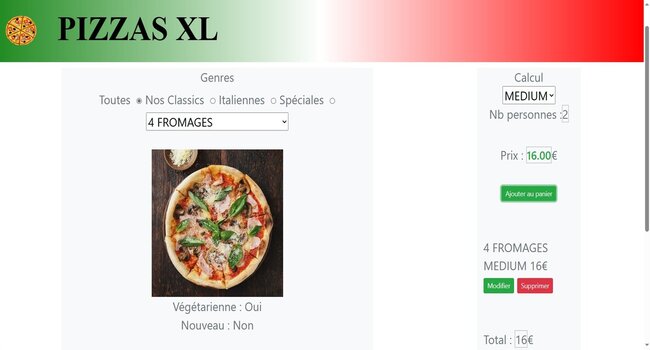 PIZZAS XL
Genres
Toutes Nos Classics Italiennes Spéciales
4 FROMAGES
Végétarienne : Oui
Nouveau : Non
Calcul
MEDIUM
Nb personnes :2
Prix : 16.00€
Ajouter au panier
4 FROMAGES
MEDIUM 16€
Modifier Supprimer
Total : 16€